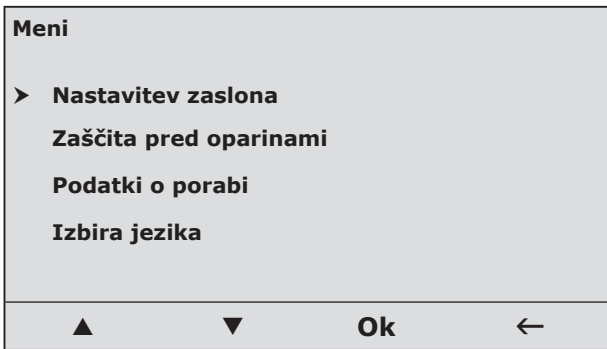 Meni
Nastavitev zaslona
Zaščita pred oparinami
Podatki o porabi
Izbira jezika
Ok